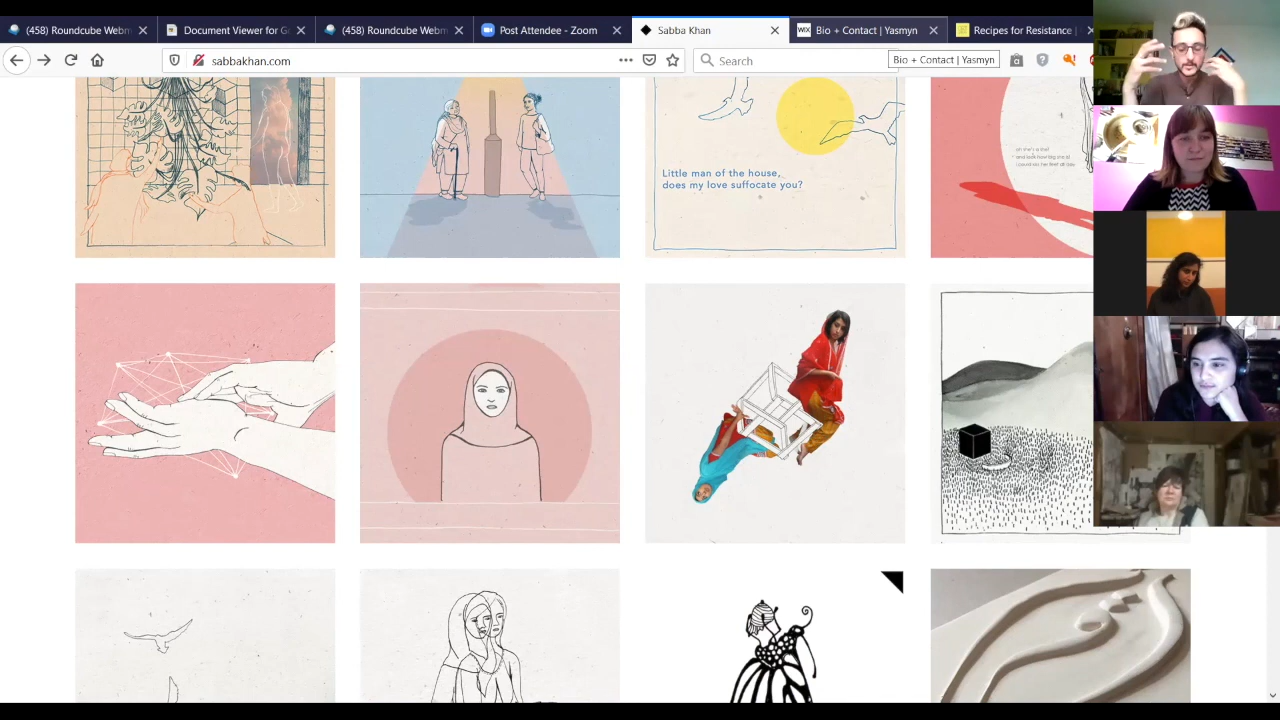 (458) Roundcube Webm
Document Viewer for G
(458) Roundcube Webm
Post Attendee - Zoom
Sabba Khan
WIX
Bio + Contact | Yasmyn
Recipes for Resistance |
sabbakhan.com
Search
Bio + Contact | Yasmyn
Little man of the house,
does my love suffocate you?